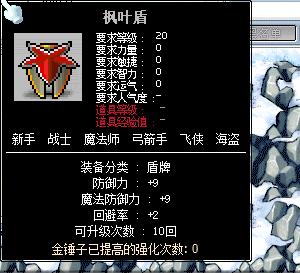 枫叶盾
要求等级: 20
要求力量: 0
要求敏捷: -
要求智力: -
要求运气: -
要求人气度: -
道具等级: -
道具经验值: -
新手 战士 魔法师 弓箭手 飞侠 海盗
装备分类: 盾牌
防御力: +9
魔法防御力: +9
回避率: +2
可升级次数: 10回
金锤子已提高的强化次数: 0